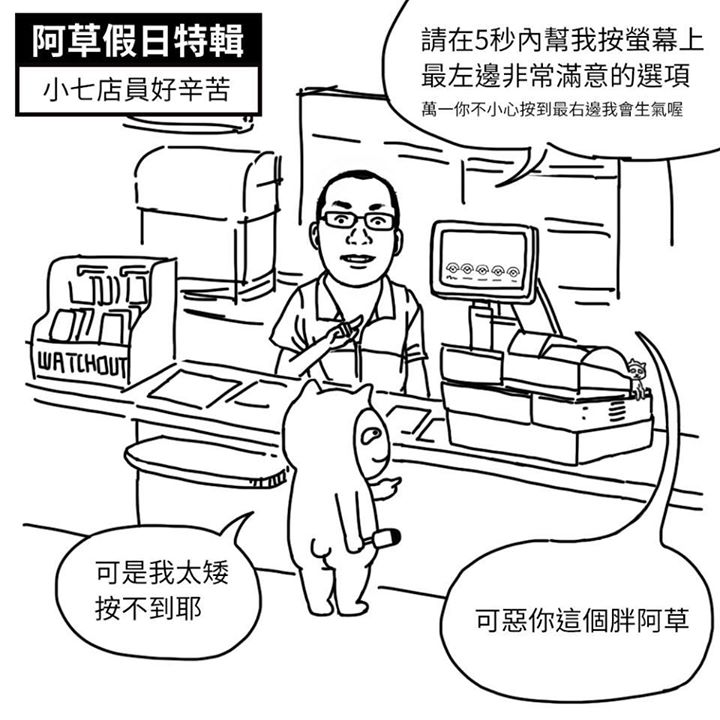 阿草假日特輯
小七店員好辛苦
請在5秒內幫我按螢幕上
最左邊非常滿意的選項
萬一你不小心按到最右邊我會生氣喔
WATCHOUT
可是我太矮
按不到耶
可惡你這個胖阿草